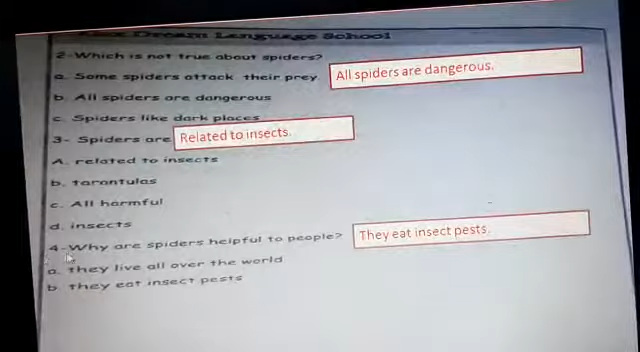 Dream Language School
2-Which is not true about spiders?
a. Some spiders attack their prey.
All spiders are dangerous.
b. All spiders are dangerous
c. Spiders like dark places
3- Spiders are
Related to insects.
A. related to insects
b. tarantulas
c. All harmful
d. insects
4-Why are spiders helpful to people?
They eat insect pests.
a. they live all over the world
b. they eat insect pests